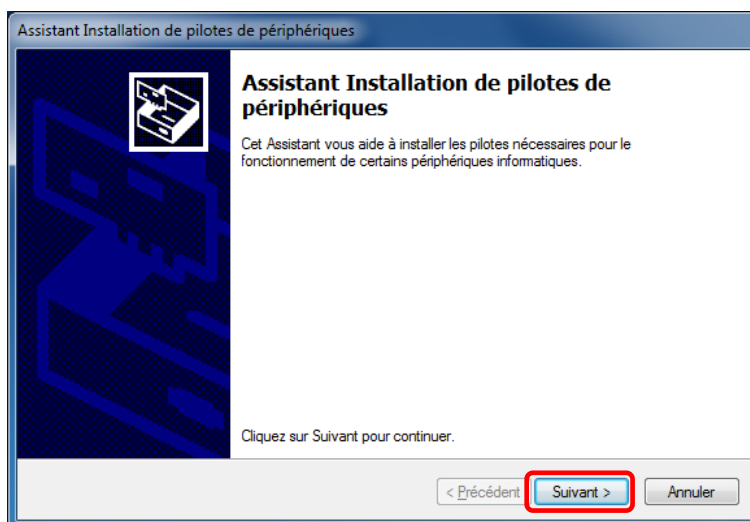 Assistant Installation de pilotes de périphériques
Assistant Installation de pilotes de
périphériques
Cet Assistant vous aide à installer les pilotes nécessaires pour le
fonctionnement de certains périphériques informatiques.
Cliquez sur Suivant pour continuer.
< Précédent Suivant > Annuler